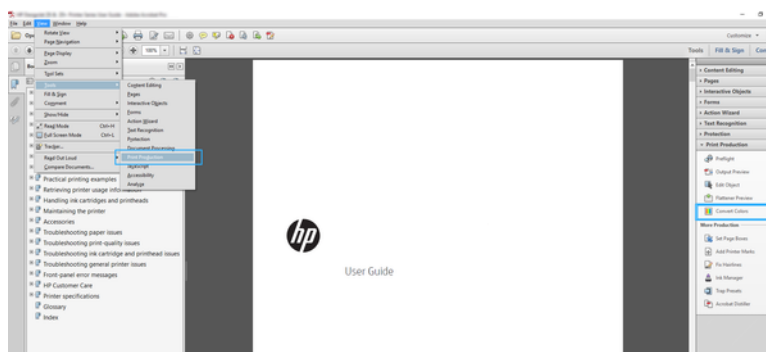 File Edit View Window Help
Customize
Tools Fill & Sign
Rotate View
Page Navigation
Page Display
Zoom
Tool Sets
Tools
Fill & Sign
Comment
Show/Hide
Read Mode Ctrl+H
Full Screen Mode Ctrl+L
Tracker...
Read Out Loud
Compare Documents...
Content Editing
Pages
Interactive Objects
Forms
Action Wizard
Text Recognition
Protection
Document Processing
Print Production
JavaScript
Accessibility
Analyze
Practical printing examples
Retrieving printer usage information
Handling ink cartridges and printheads
Maintaining the printer
Accessories
Troubleshooting paper issues
Troubleshooting print-quality issues
Troubleshooting ink cartridge and printhead issues
Troubleshooting general printer issues
Front-panel error messages
HP Customer Care
Printer specifications
Glossary
Index
hp
User Guide
Content Editing
Pages
Interactive Objects
Forms
Action Wizard
Text Recognition
Protection
Print Production
Preflight
Output Preview
Edit Object
Flattener Preview
Convert Colors
More Production
Set Page Boxes
Add Printer Marks
Fix Hairlines
Ink Manager
Trap Presets
Acrobat Distiller